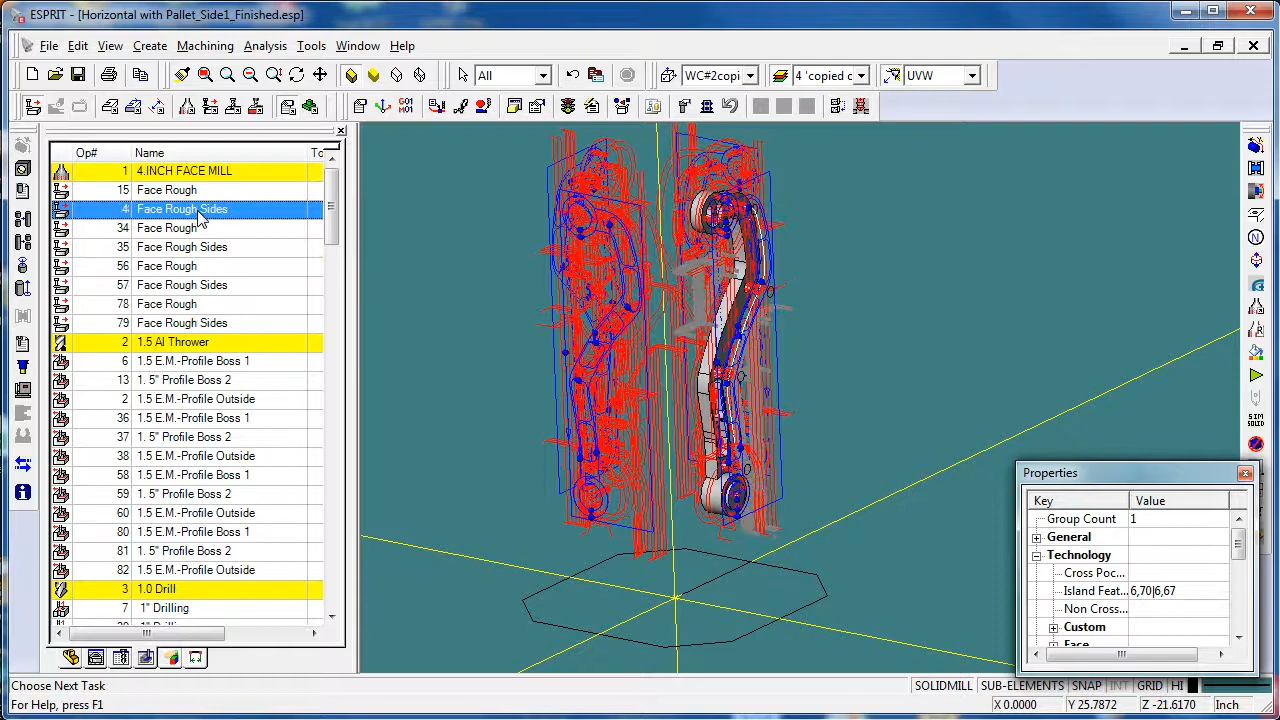 ESPRIT - [Horizontal with Pallet_Side1_Finished.esp]
File Edit View Create Machining Analysis Tools Window Help
All WC#2copi 4 'copied c UVW
G01 M01
Op# Name To
1 4.INCH FACE MILL
15 Face Rough
4 Face Rough Sides
34 Face Rough
35 Face Rough Sides
56 Face Rough
57 Face Rough Sides
78 Face Rough
79 Face Rough Sides
2 1.5 Al Thrower
6 1.5 E.M.-Profile Boss 1
13 1. 5" Profile Boss 2
2 1.5 E.M.-Profile Outside
36 1.5 E.M.-Profile Boss 1
37 1. 5" Profile Boss 2
38 1.5 E.M.-Profile Outside
58 1.5 E.M.-Profile Boss 1
59 1. 5" Profile Boss 2
60 1.5 E.M.-Profile Outside
80 1.5 E.M.-Profile Boss 1
81 1. 5" Profile Boss 2
82 1.5 E.M.-Profile Outside
3 1.0 Drill
7 1" Drilling
SIM SOLID
Properties
Key Value
Group Count 1
General
Technology
Cross Poc...
Island Feat... 6,70|6,67
Non Cross...
Custom
Face
Choose Next Task
SOLIDMILL SUB-ELEMENTS SNAP INT GRID HI
For Help, press F1
X 0.0000 Y 25.7872 Z -21.6170 Inch